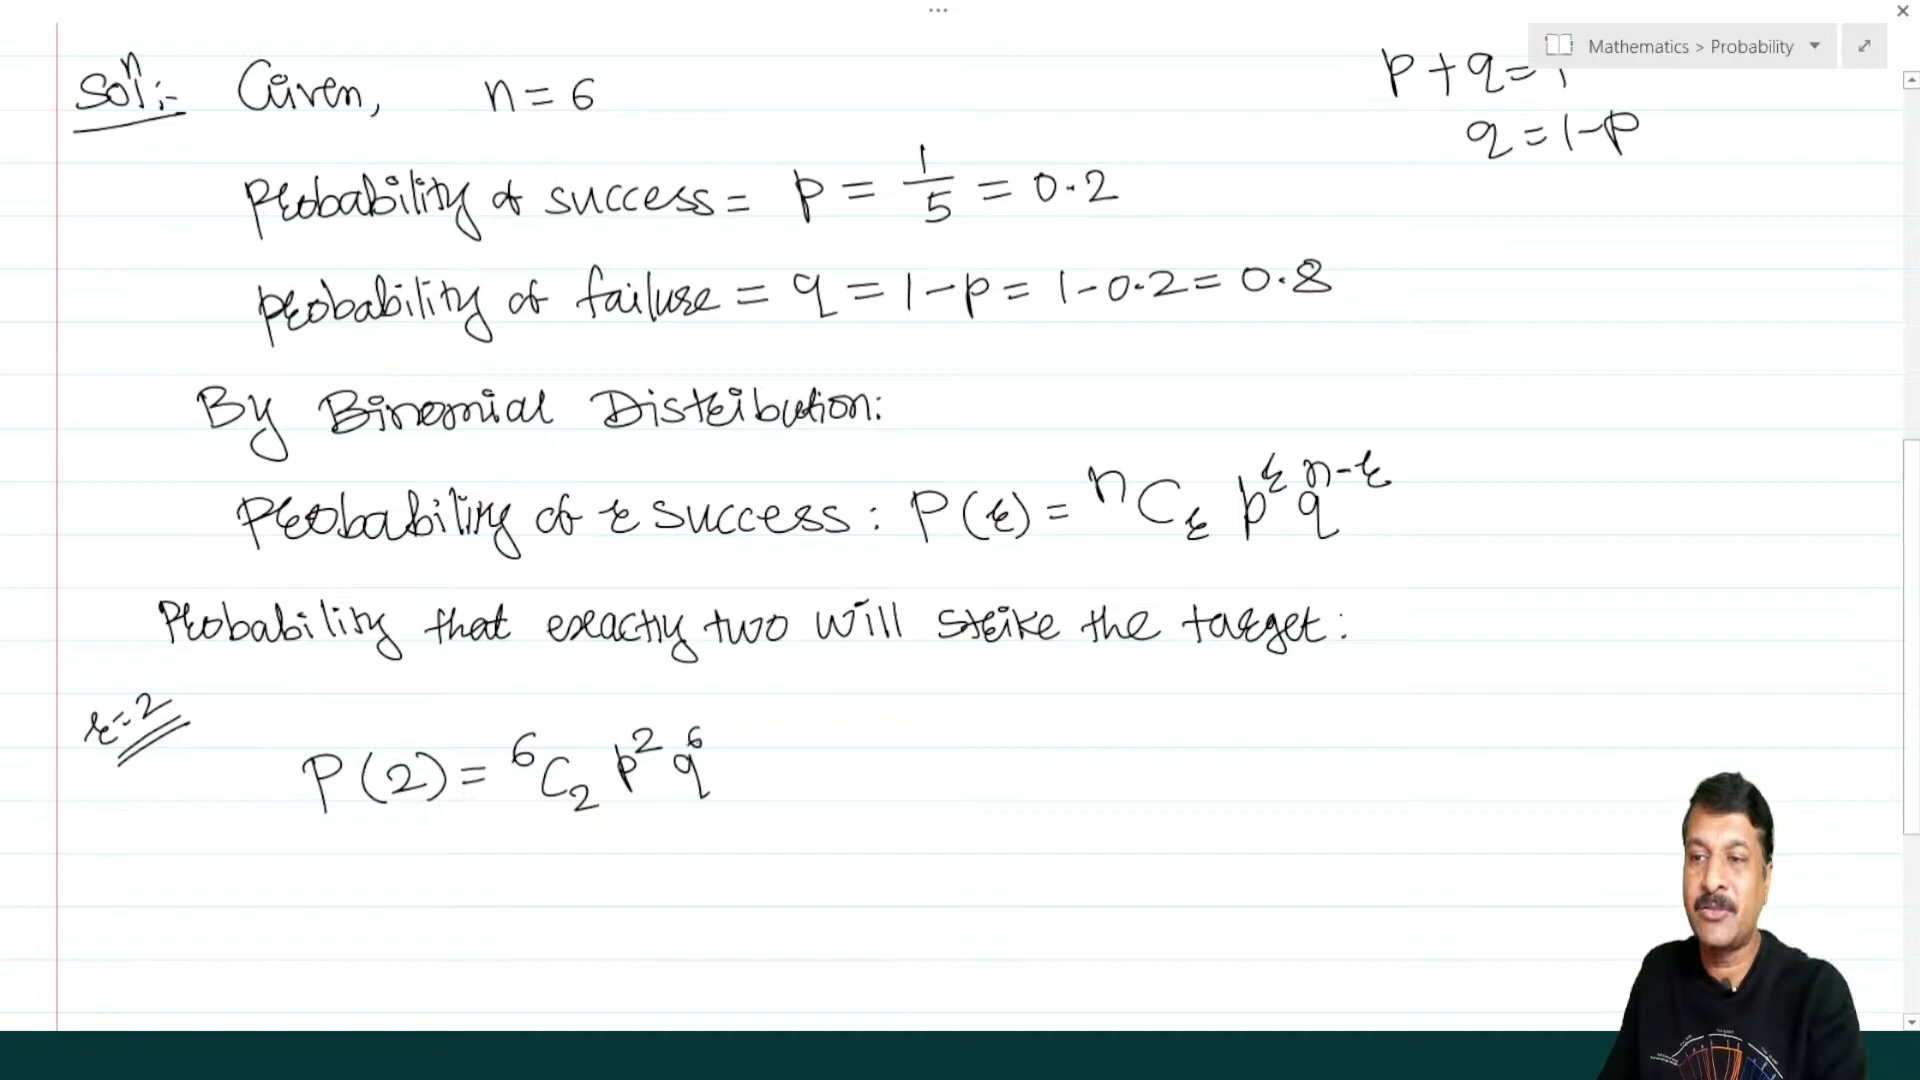 Mathematics > Probability
p + q = 1
Solⁿ:- Given, n = 6
q = 1-p
Probability of success = p = 1/5 = 0.2
probability of failure = q = 1-p = 1-0.2 = 0.8
By Binomial Distribution:
Probability of r success : P(r) = ⁿCᵣ pʳ qⁿ⁻ʳ
Probability that exactly two will strike the target:
r=2
P(2) = ⁶C₂ p² q⁶